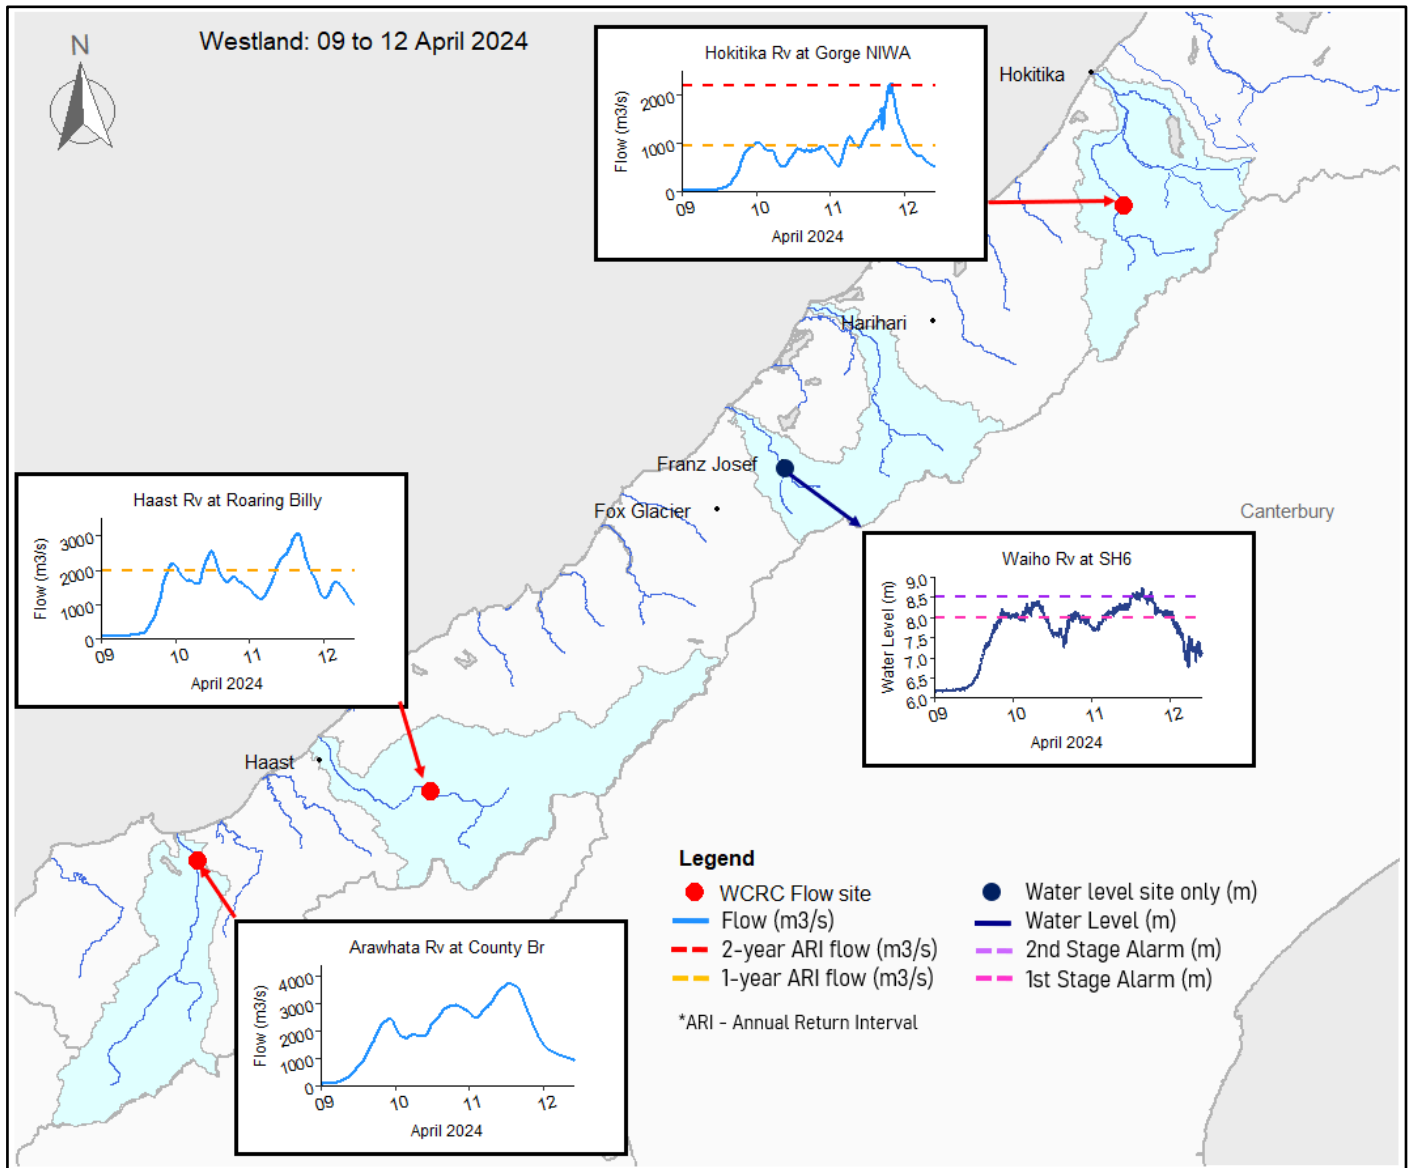 Westland: 09 to 12 April 2024
N
Hokitika Rv at Gorge NIWA
Flow (m3/s)
2000
1000
0
09
10
11
12
April 2024
Hokitika
Harihari
Franz Josef
Fox Glacier
Canterbury
Haast Rv at Roaring Billy
Flow (m3/s)
3000
2000
1000
0
09
10
11
12
April 2024
Waiho Rv at SH6
Water Level (m)
9.0
8.5
8.0
7.5
7.0
6.5
6.0
09
10
11
12
April 2024
Haast
Arawhata Rv at County Br
Flow (m3/s)
4000
3000
2000
1000
0
09
10
11
12
April 2024
Legend
WCRC Flow site
Flow (m3/s)
2-year ARI flow (m3/s)
1-year ARI flow (m3/s)
*ARI - Annual Return Interval
Water level site only (m)
Water Level (m)
2nd Stage Alarm (m)
1st Stage Alarm (m)